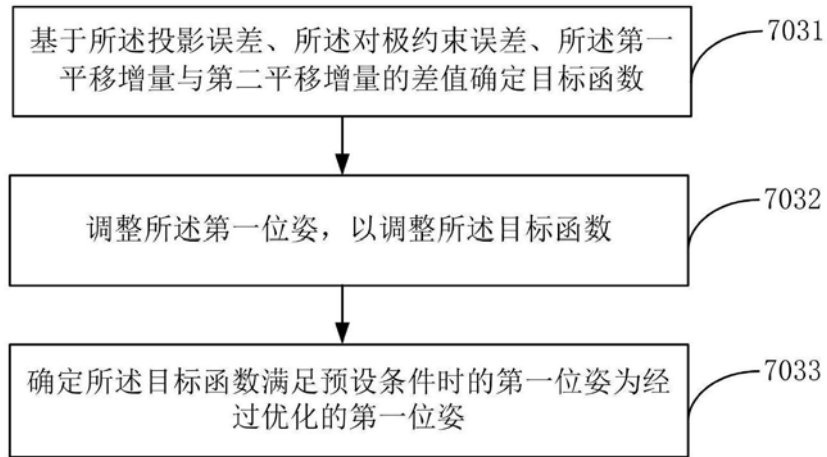 基于所述投影误差、所述对极约束误差、所述第一
平移增量与第二平移增量的差值确定目标函数
7031
调整所述第一位姿，以调整所述目标函数
7032
确定所述目标函数满足预设条件时的第一位姿为经
过优化的第一位姿
7033